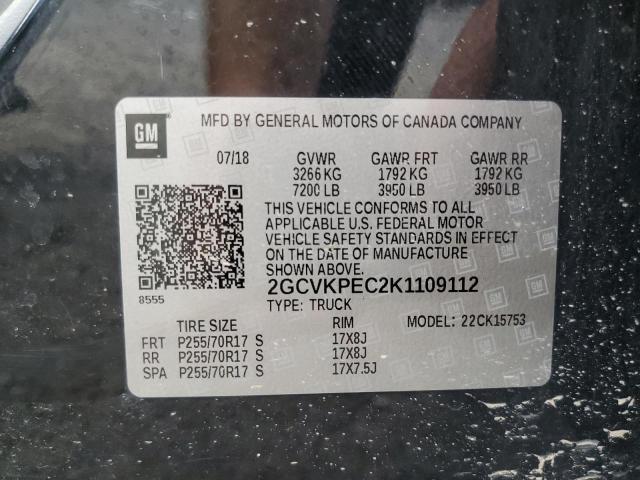 GM
MFD BY GENERAL MOTORS OF CANADA COMPANY
07/18 GVWR GAWR FRT GAWR RR
3266 KG 1792 KG 1792 KG
7200 LB 3950 LB 3950 LB
THIS VEHICLE CONFORMS TO ALL
APPLICABLE U.S. FEDERAL MOTOR
VEHICLE SAFETY STANDARDS IN EFFECT
ON THE DATE OF MANUFACTURE
SHOWN ABOVE.
2GCVKPEC2K1109112
8555
TYPE: TRUCK
TIRE SIZE RIM MODEL: 22CK15753
FRT P255/70R17 S 17X8J
RR P255/70R17 S 17X8J
SPA P255/70R17 S 17X7.5J